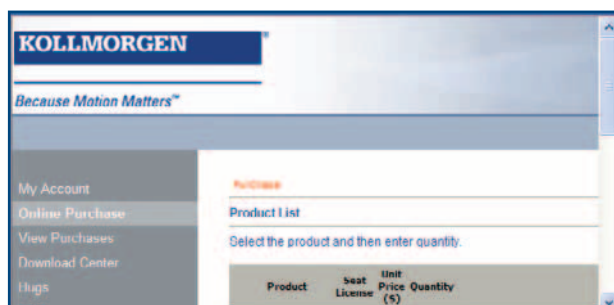 KOLLMORGEN
Because Motion Matters™
My Account
Online Purchase
View Purchases
Download Center
Hugs
Purchase
Product List
Select the product and then enter quantity.
Product Seat License Unit Price ($) Quantity